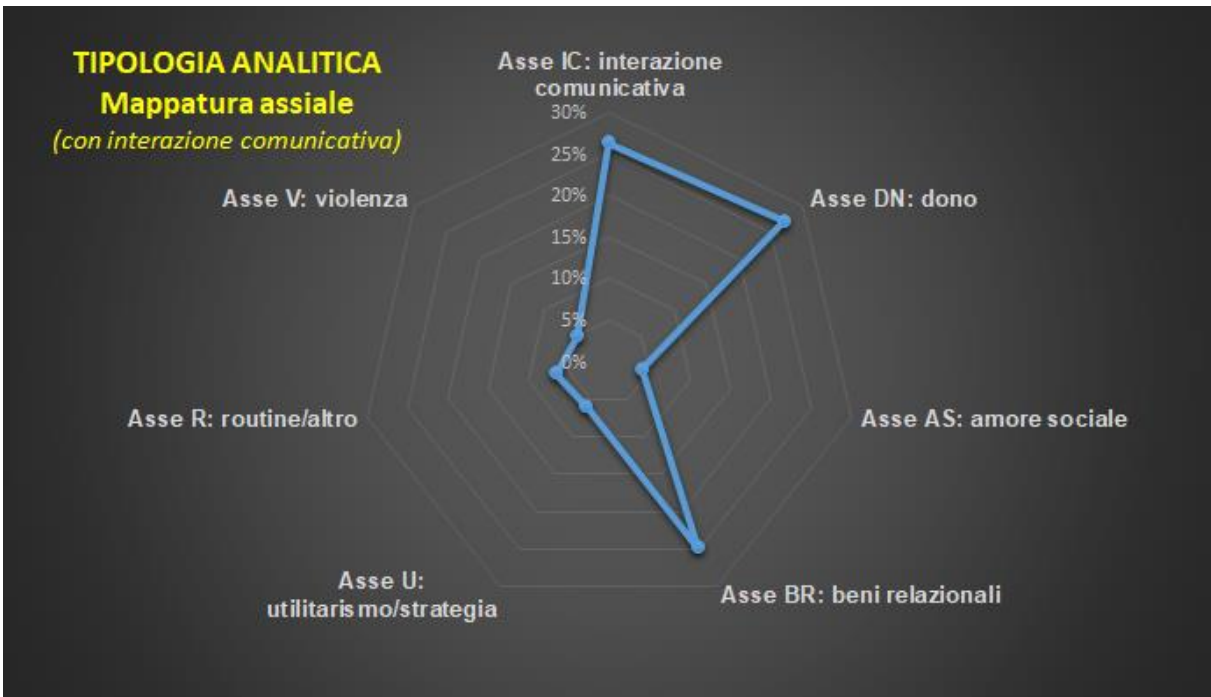 TIPOLOGIA ANALITICA
Mappatura assiale
(con interazione comunicativa)
Asse IC: interazione
comunicativa
30%
25%
20%
15%
10%
5%
0%
Asse DN: dono
Asse AS: amore sociale
Asse BR: beni relazionali
Asse U:
utilitarismo/strategia
Asse R: routine/altro
Asse V: violenza